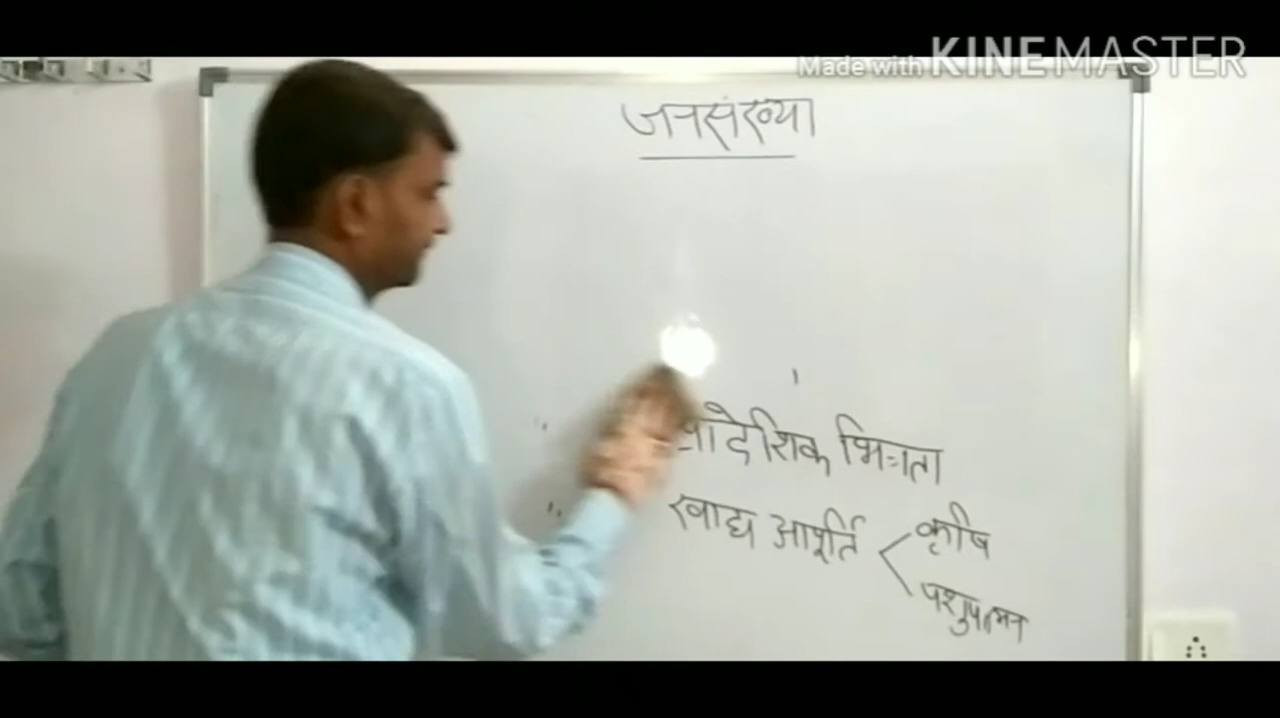 Made with KINEMASTER
जनसंख्या
प्रादेशिक भिन्नता
खाद्य आपूर्ति < कृषि
पशुपालन